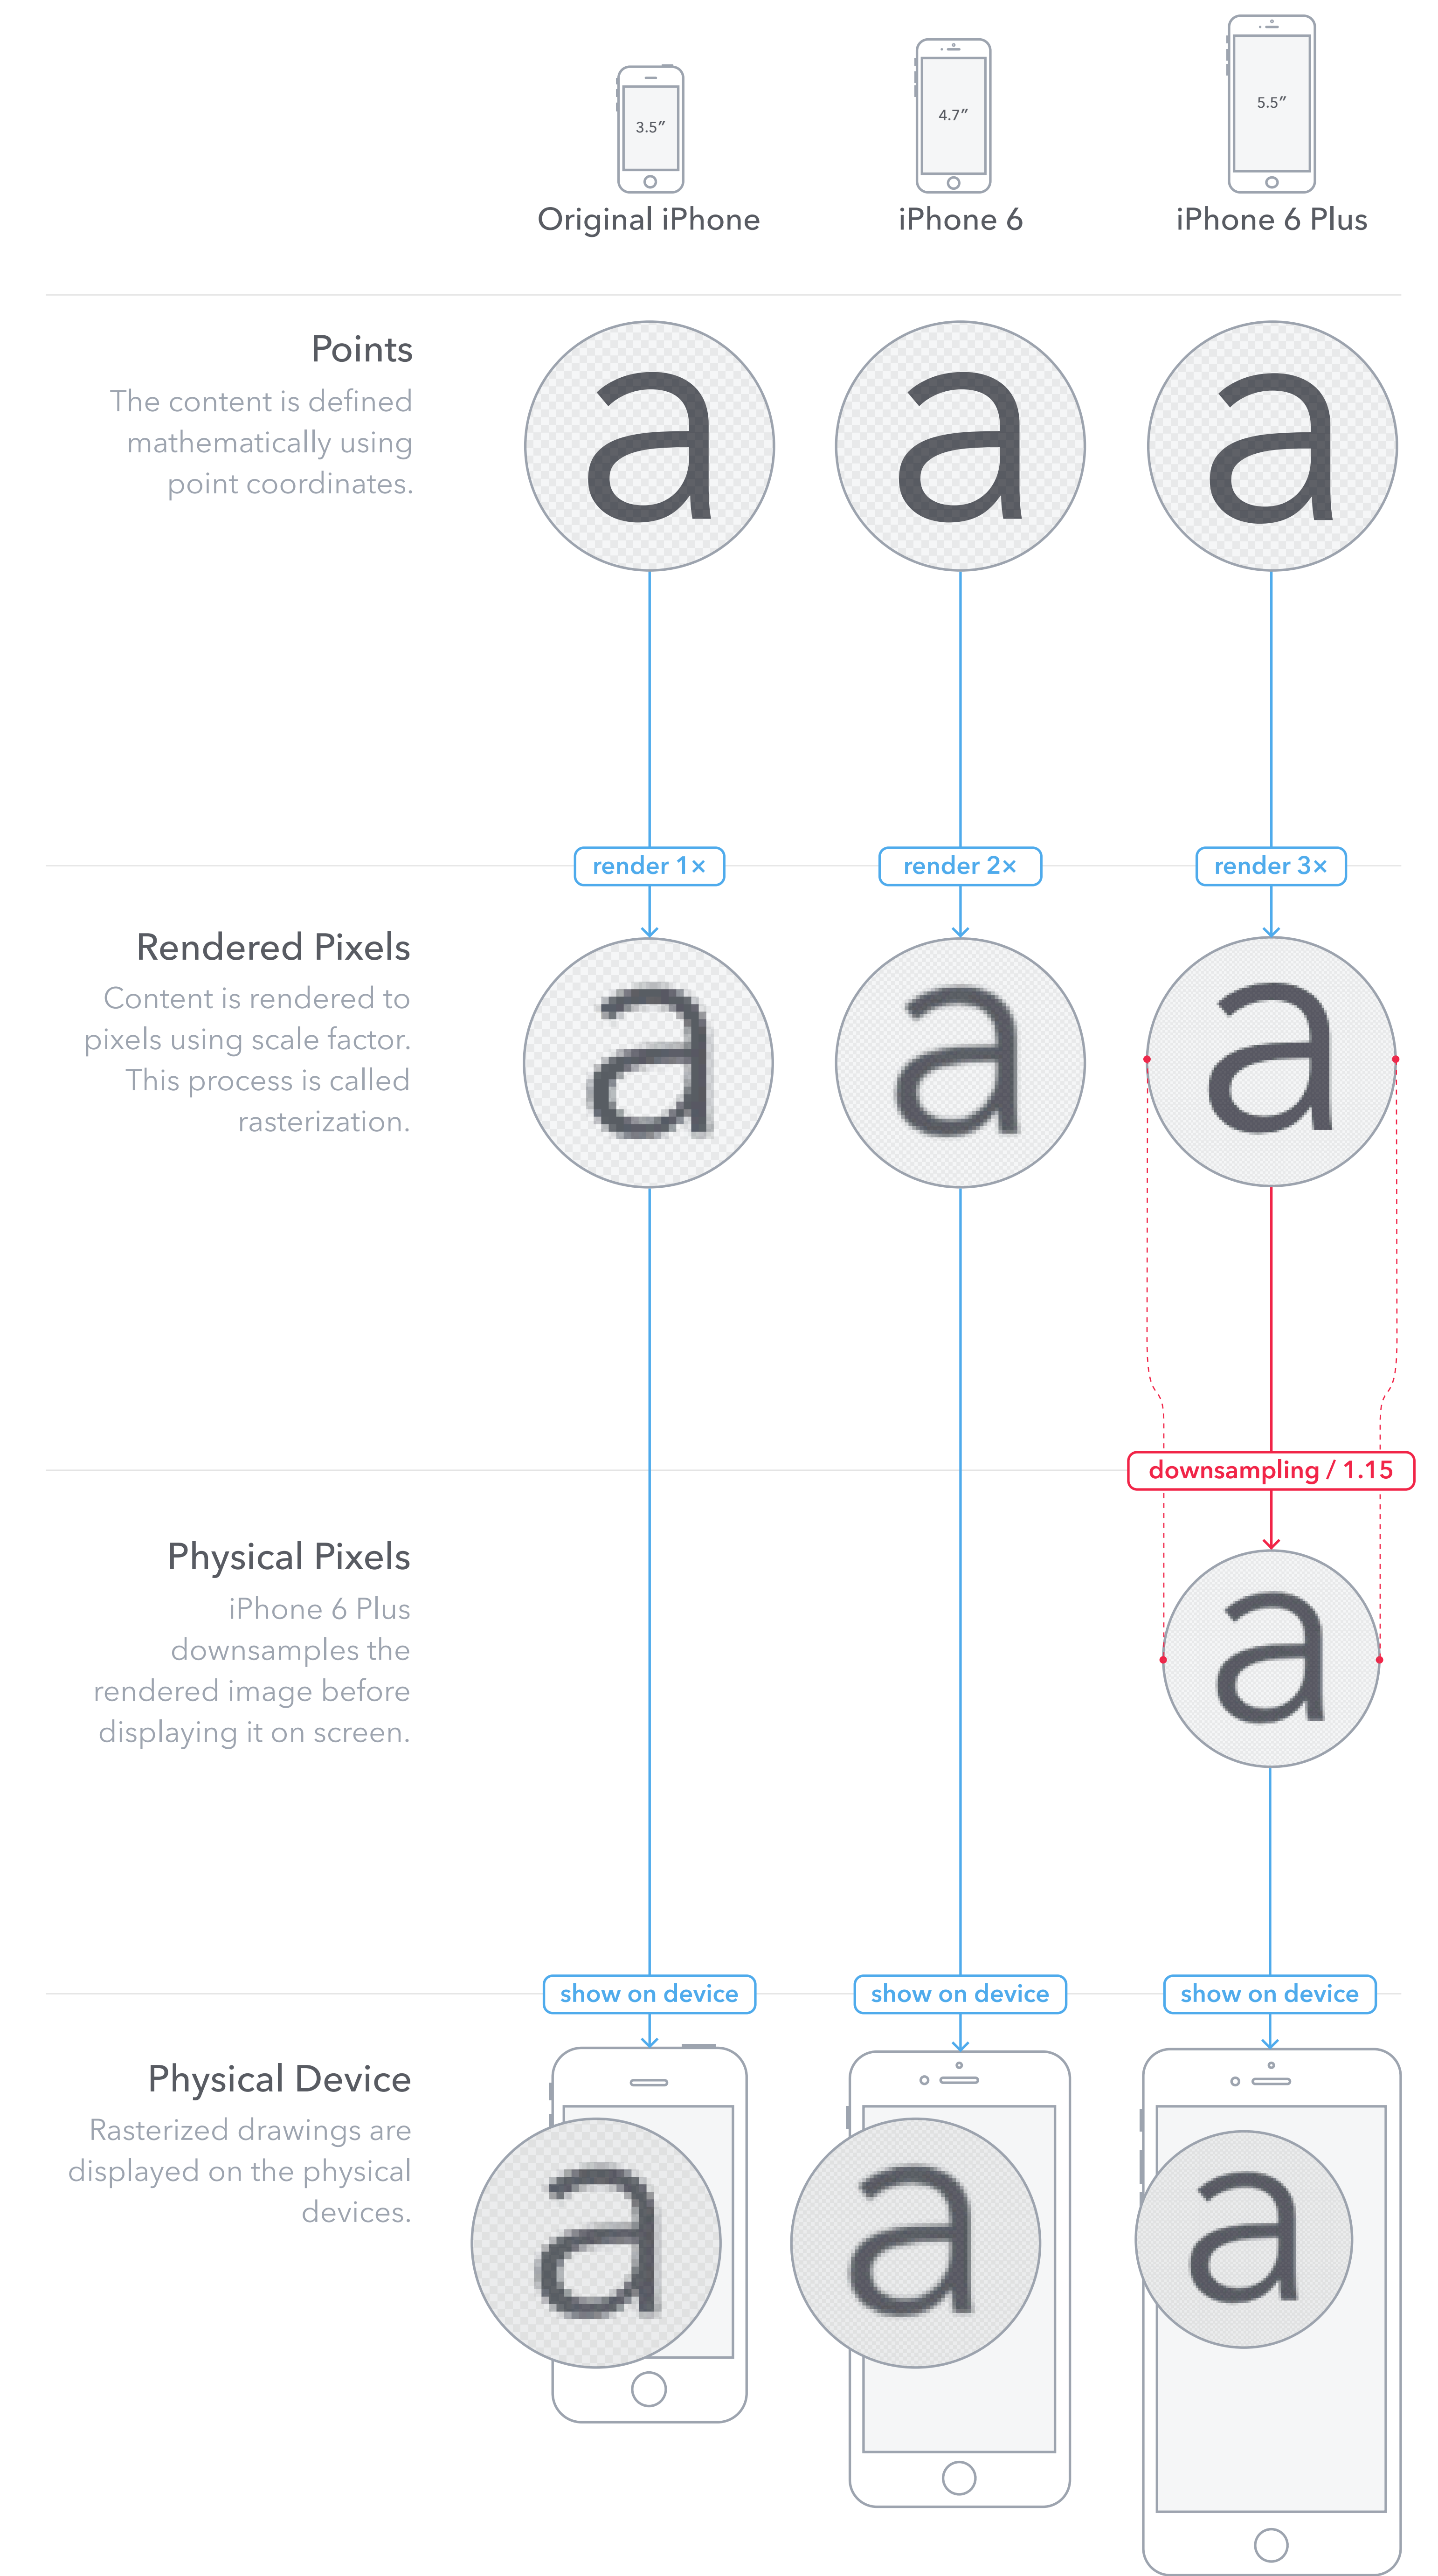 3.5″
4.7″
5.5″
Original iPhone
iPhone 6
iPhone 6 Plus
Points
The content is defined
mathematically using
point coordinates.
a
a
a
render 1×
render 2×
render 3×
Rendered Pixels
Content is rendered to
pixels using scale factor.
This process is called
rasterization.
a
a
a
downsampling / 1.15
Physical Pixels
iPhone 6 Plus
downsamples the
rendered image before
displaying it on screen.
a
show on device
show on device
show on device
Physical Device
Rasterized drawings are
displayed on the physical
devices.
a
a
a